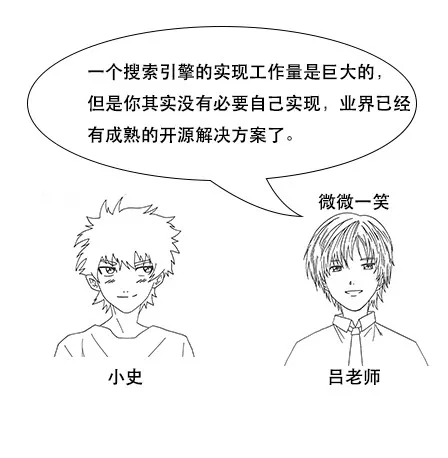 一个搜索引擎的实现工作量是巨大的，
但是你其实没有必要自己实现，业界已经
有成熟的开源解决方案了。
微微一笑
小史
吕老师